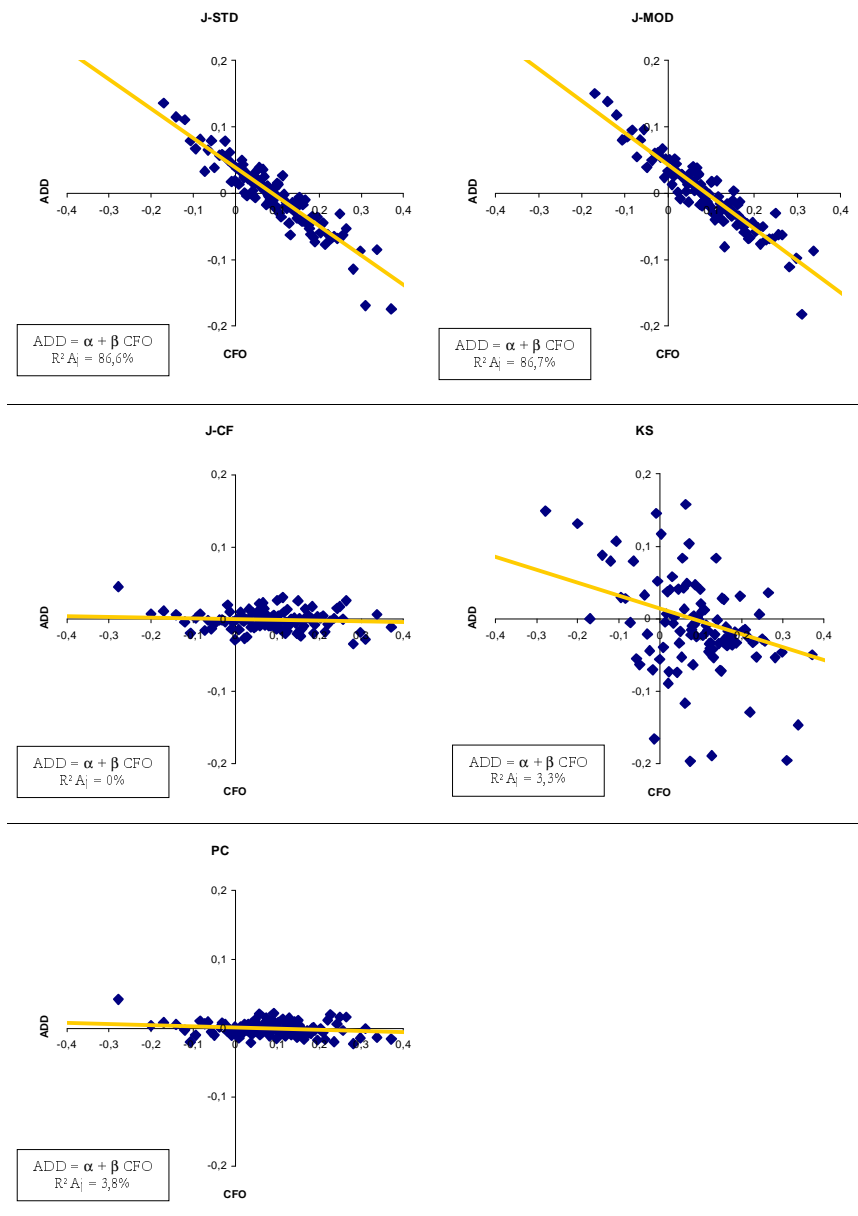 J-STD
0,2
0,1
0
-0,1
-0,2
-0,4 -0,3 -0,2 -0,1 0 0,1 0,2 0,3 0,4
ADD
CFO
ADD = α + β CFO
R² Aj = 86,6%
J-MOD
0,2
0,1
0
-0,1
-0,2
-0,4 -0,3 -0,2 -0,1 0 0,1 0,2 0,3 0,4
ADD
CFO
ADD = α + β CFO
R² Aj = 86,7%
J-CF
0,2
0,1
0
-0,1
-0,2
-0,4 -0,3 -0,2 -0,1 0 0,1 0,2 0,3 0,4
ADD
CFO
ADD = α + β CFO
R² Aj = 0%
KS
0,2
0,1
0
-0,1
-0,2
-0,4 -0,3 -0,2 -0,1 0 0,1 0,2 0,3 0,4
ADD
CFO
ADD = α + β CFO
R² Aj = 3,3%
PC
0,2
0,1
0
-0,1
-0,2
-0,4 -0,3 -0,2 -0,1 0 0,1 0,2 0,3 0,4
ADD
CFO
ADD = α + β CFO
R² Aj = 3,8%